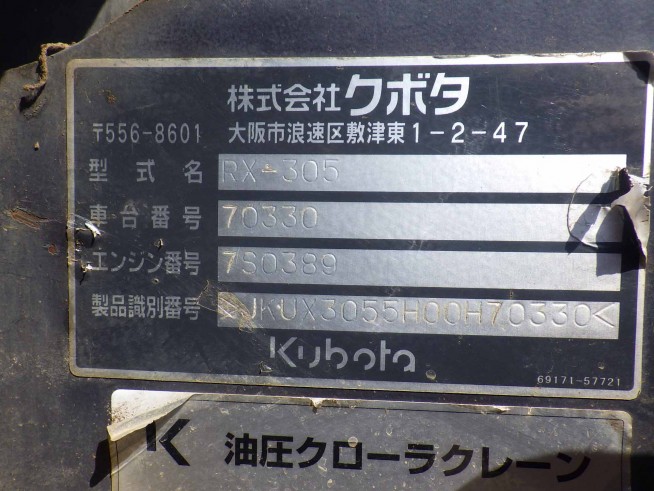 株式会社クボタ
〒556-8601 大阪市浪速区敷津東1-2-47
型式名 RX-305
車台番号 70330
エンジン番号 7S0389
製品識別番号 >JKUX3055H00H70330<
Kubota
69171-57721
油圧クローラクレーン